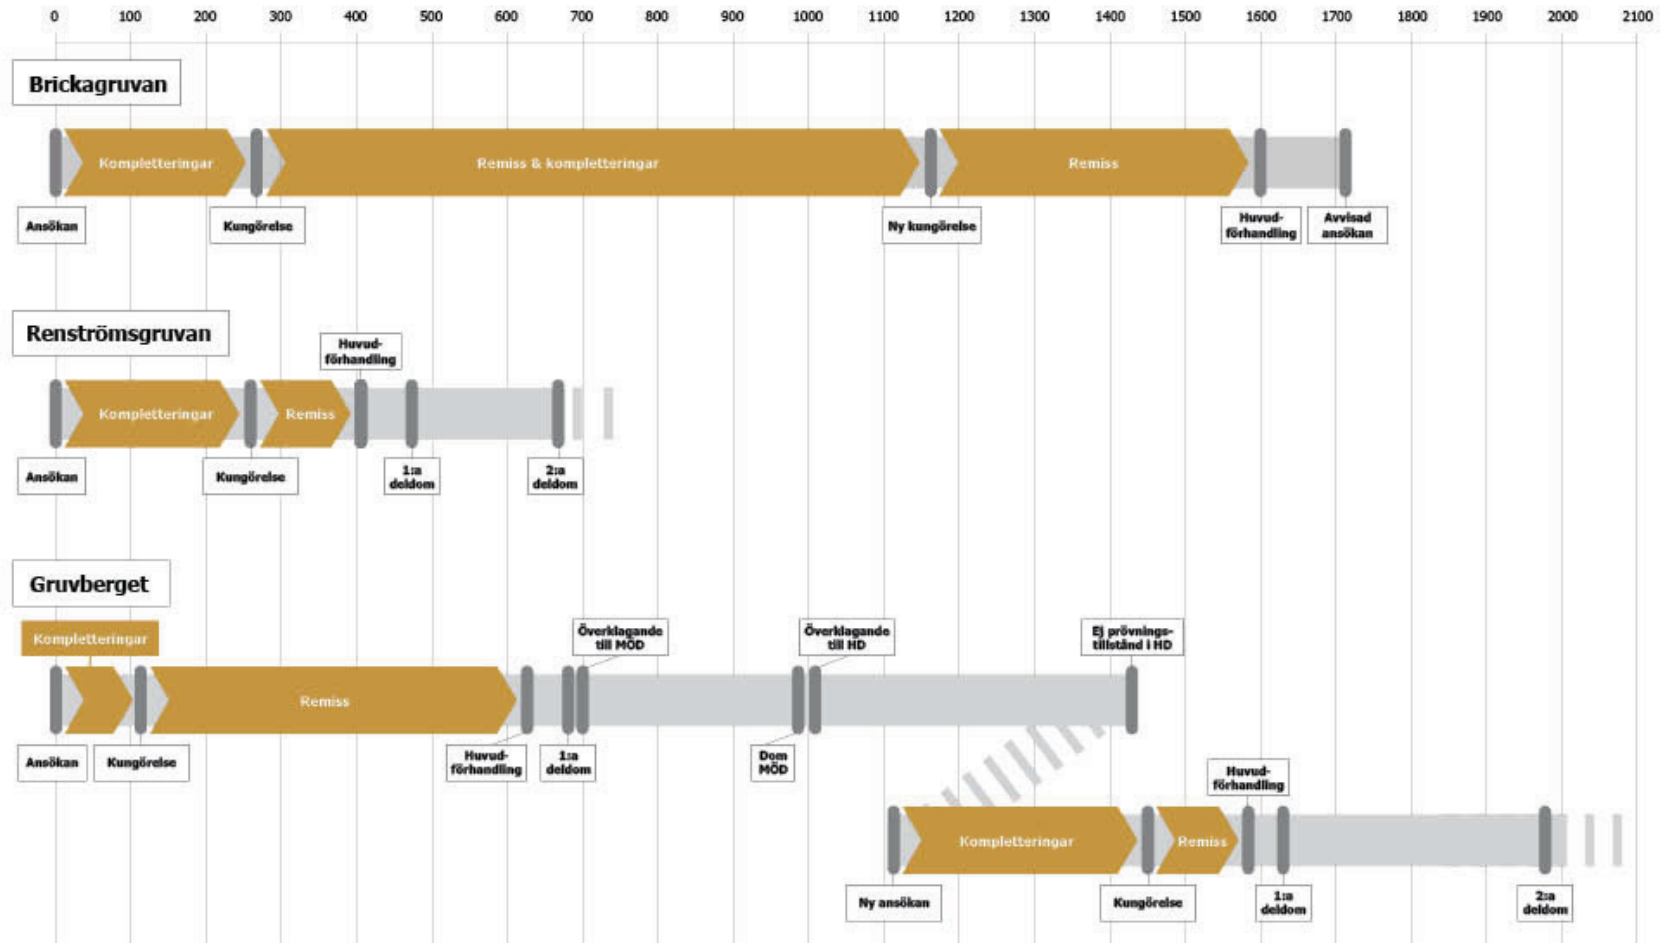 0 100 200 300 400 500 600 700 800 900 1000 1100 1200 1300 1400 1500 1600 1700 1800 1900 2000 2100
Brickagruvan
Kompletteringar
Remiss & kompletteringar
Remiss
Ansökan
Kungörelse
Ny kungörelse
Huvud-
förhandling
Avvisad
ansökan
Renströmsgruvan
Huvud-
förhandling
Kompletteringar
Remiss
Ansökan
Kungörelse
1:a
deldom
2:a
deldom
Gruvberget
Kompletteringar
Överklagande
till MÖD
Överklagande
till HD
Ej prövnings-
tillstånd i HD
Remiss
Ansökan
Kungörelse
Huvud-
förhandling
1:a
deldom
Dom
MÖD
Huvud-
förhandling
Kompletteringar
Remiss
Ny ansökan
Kungörelse
1:a
deldom
2:a
deldom